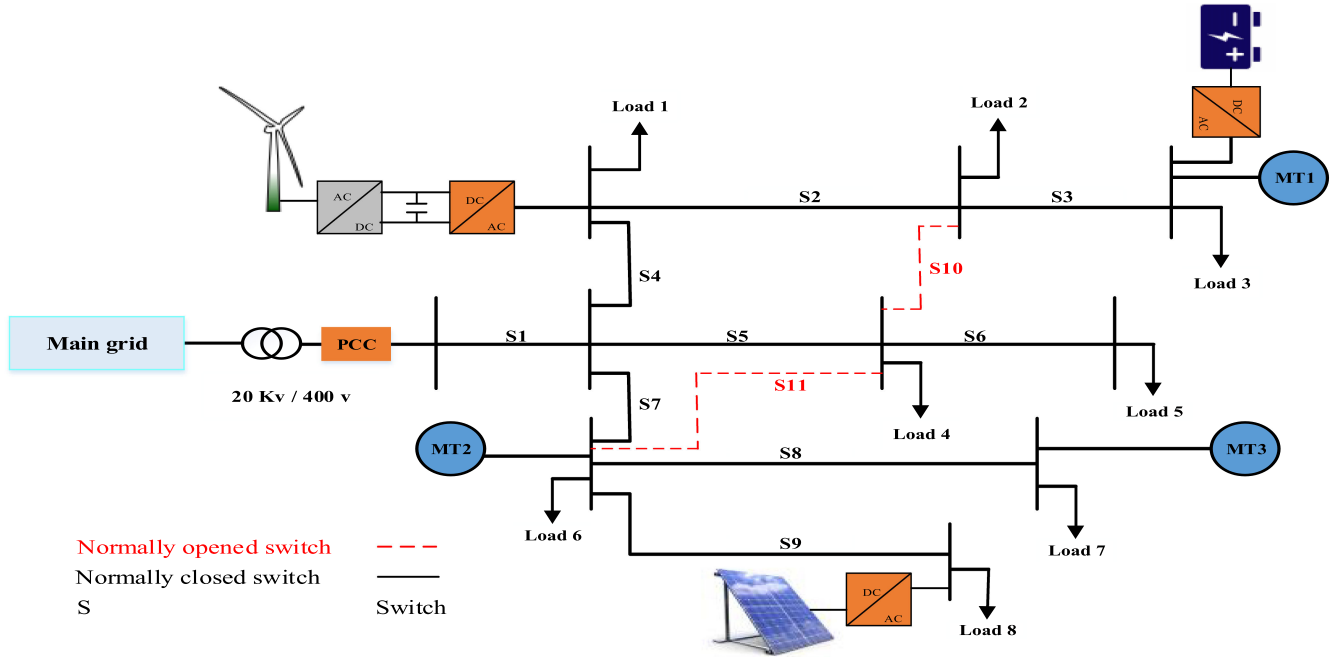 Load 1
Load 2
DC
AC
MT1
AC
DC
DC
AC
S2
S3
S10
Load 3
S4
Main grid
PCC
S1
S5
S6
20 Kv / 400 v
S11
S7
Load 4
Load 5
MT2
S8
MT3
Load 6
S9
Load 7
Normally opened switch
Normally closed switch
S Switch
DC
AC
Load 8